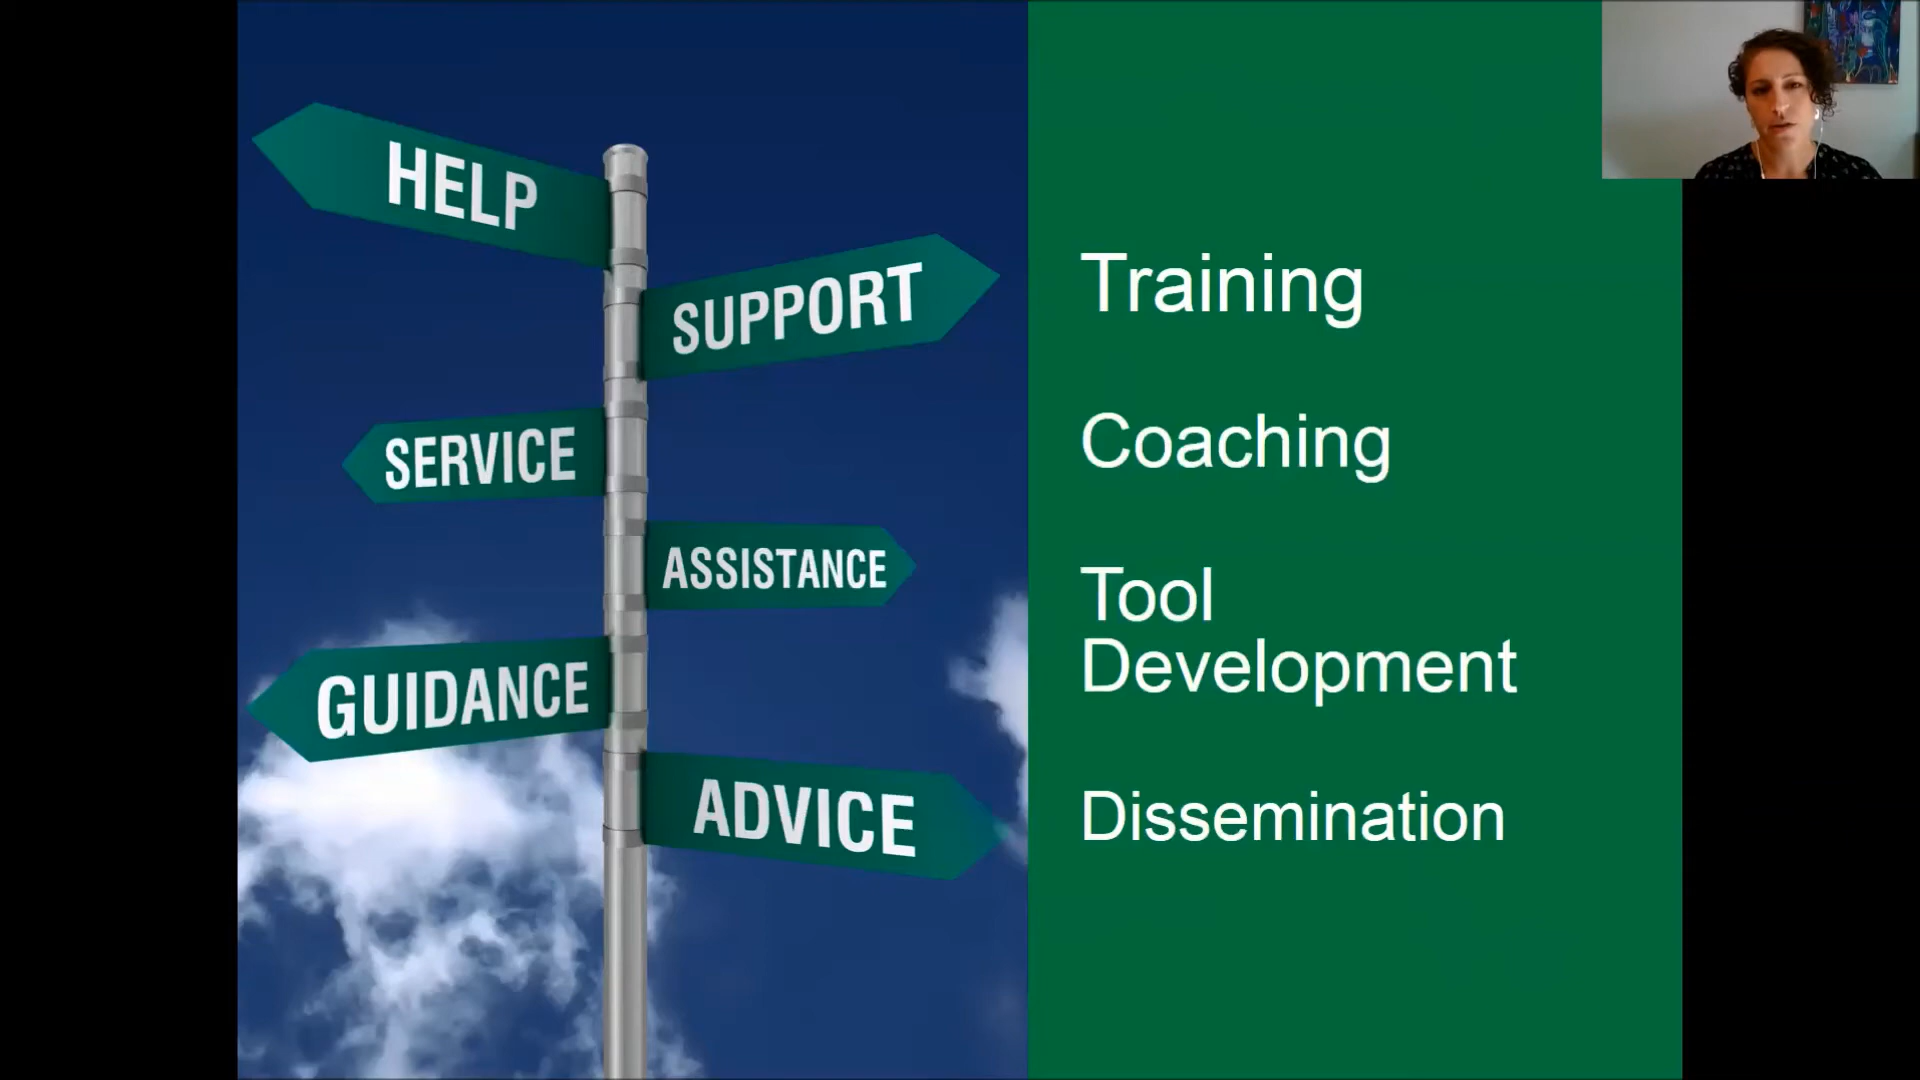 HELP
SUPPORT
SERVICE
ASSISTANCE
GUIDANCE
ADVICE
Training
Coaching
Tool
Development
Dissemination